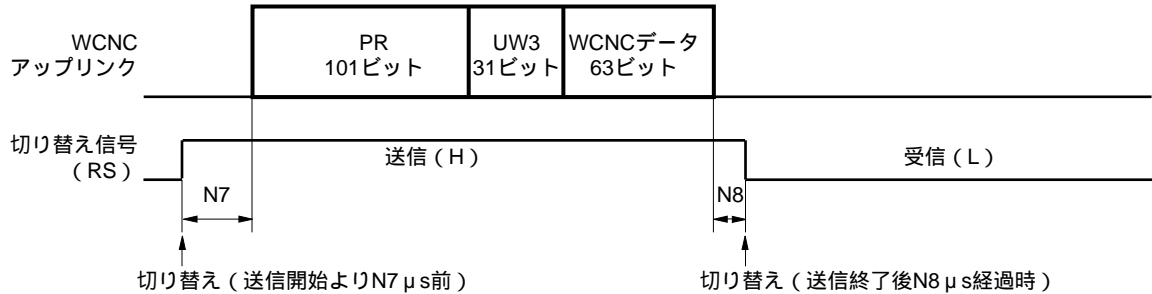 WCNC
アップリンク
PR
101ビット
UW3
31ビット
WCNCデータ
63ビット
切り替え信号
（RS）
送信（H）
受信（L）
N7
N8
切り替え（送信開始よりN7μs前）
切り替え（送信終了後N8μs経過時）